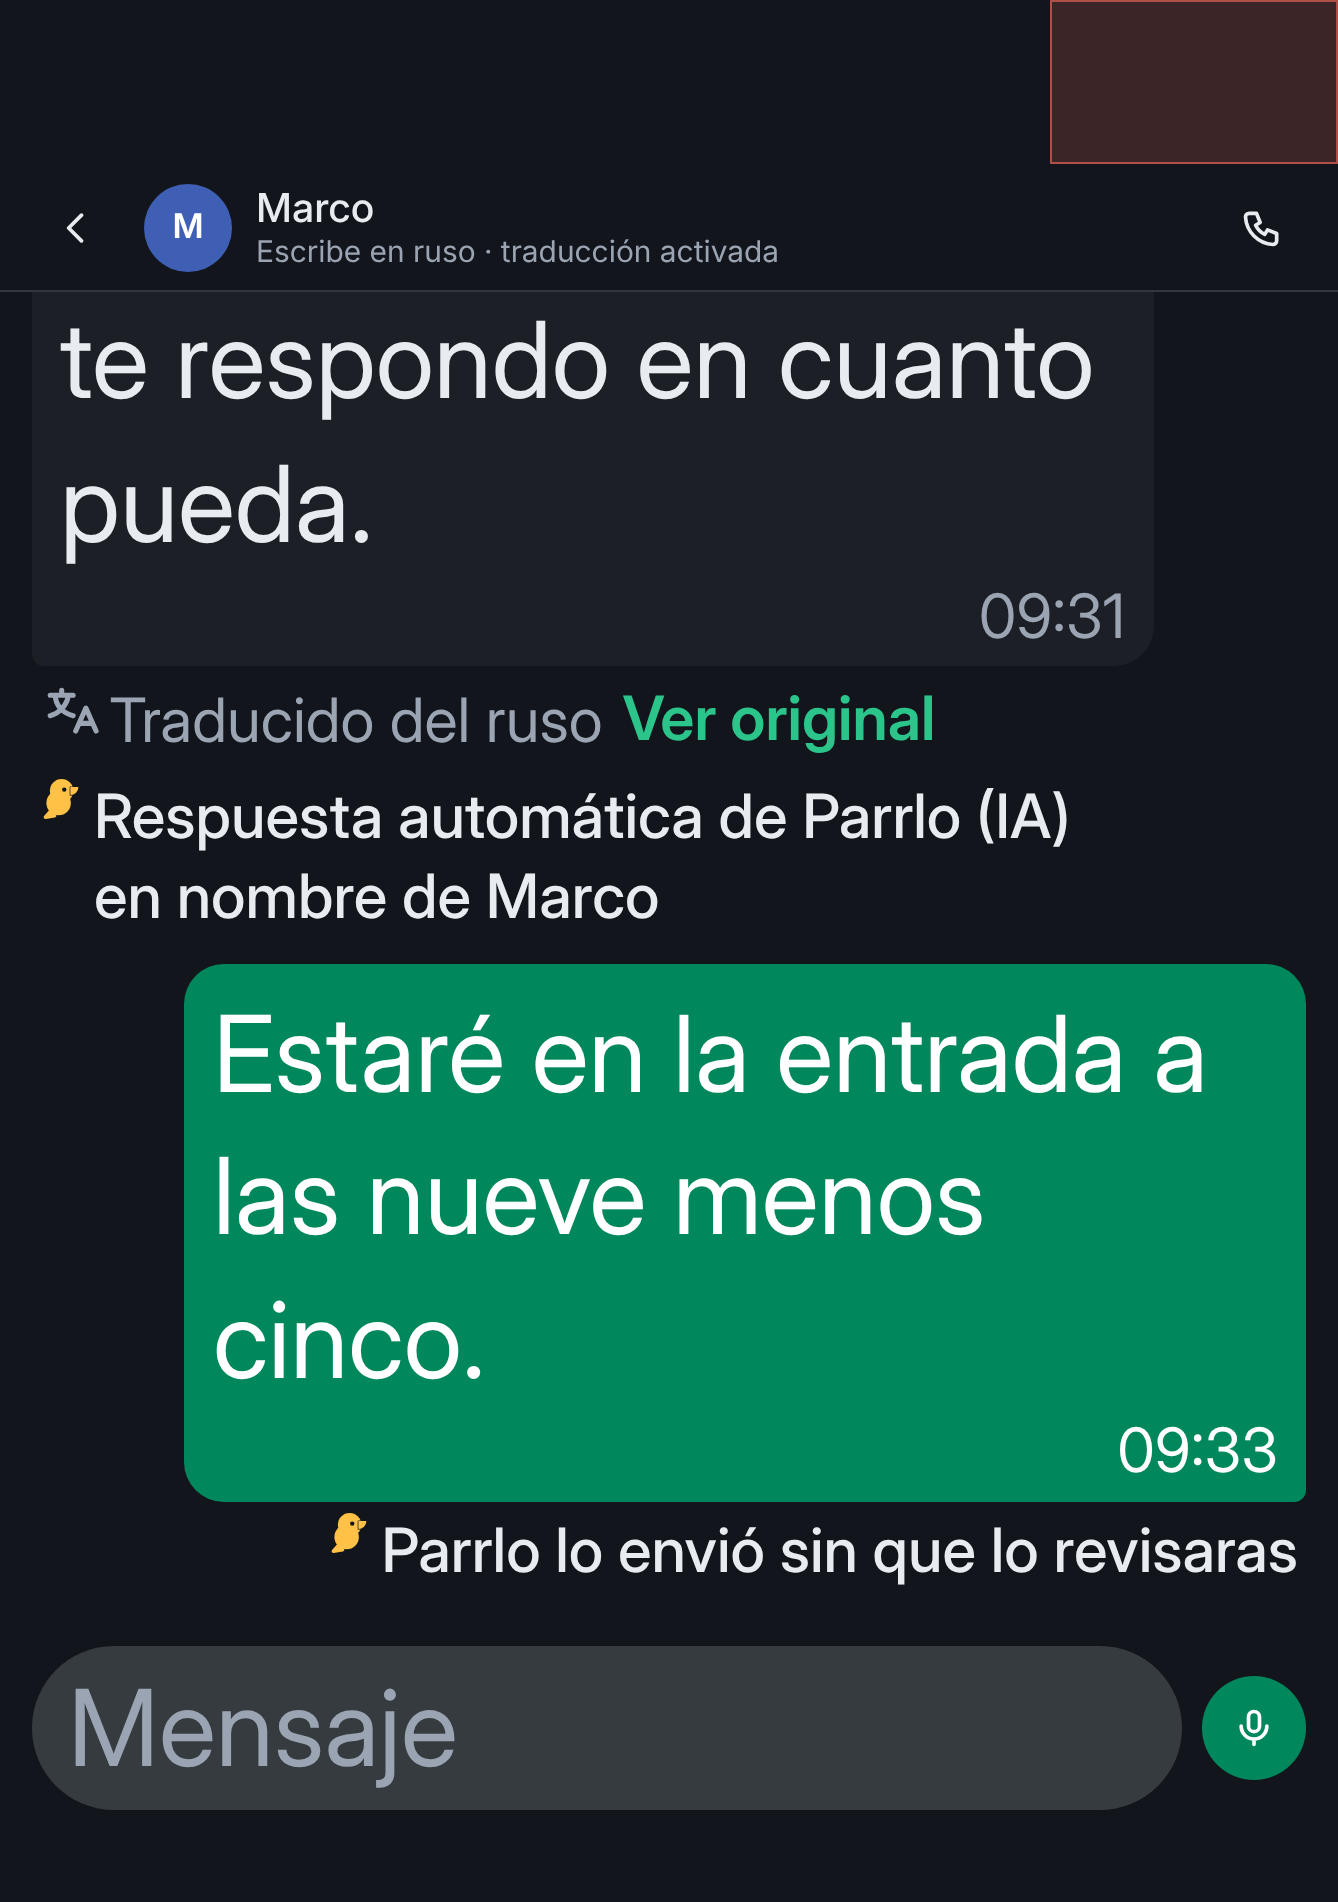 M
Marco
Escribe en ruso · traducción activada
te respondo en cuanto
pueda.
09:31
Traducido del ruso Ver original
Respuesta automática de Parrlo (IA)
en nombre de Marco
Estaré en la entrada a
las nueve menos
cinco.
09:33
Parrlo lo envió sin que lo revisaras
Mensaje